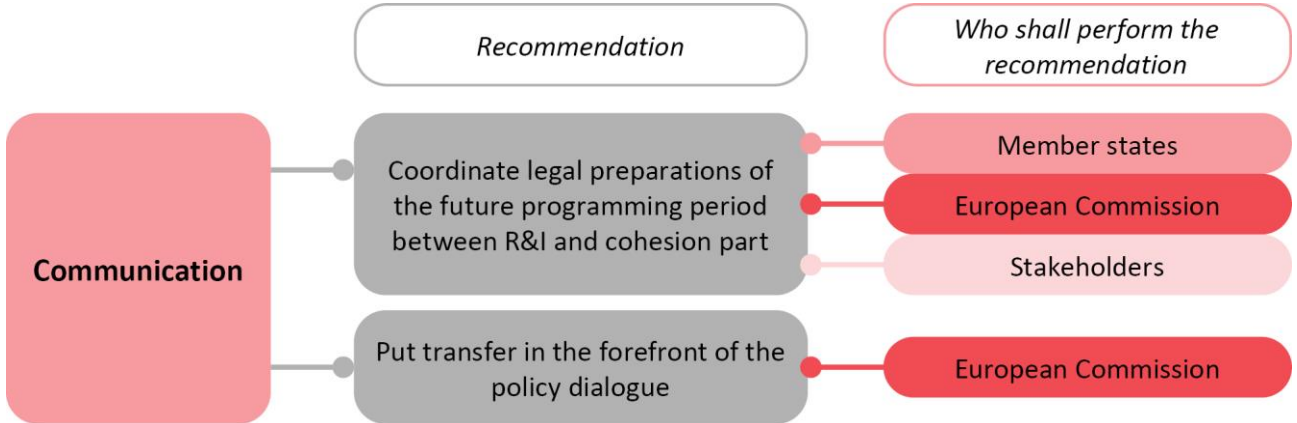 Recommendation
Who shall perform the
recommendation
Communication
Coordinate legal preparations of
the future programming period
between R&I and cohesion part
Member states
European Commission
Stakeholders
Put transfer in the forefront of the
policy dialogue
European Commission